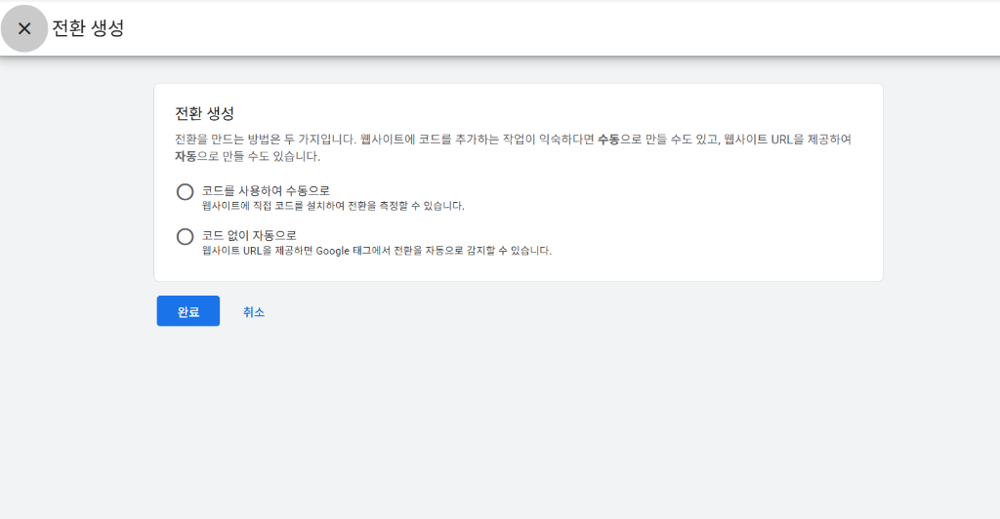 전환 생성
전환 생성
전환을 만드는 방법은 두 가지입니다. 웹사이트에 코드를 추가하는 작업이 익숙하다면 수동으로 만들 수도 있고, 웹사이트 URL을 제공하여
자동으로 만들 수도 있습니다.
코드를 사용하여 수동으로
웹사이트에 직접 코드를 설치하여 전환을 측정할 수 있습니다.
코드 없이 자동으로
웹사이트 URL을 제공하면 Google 태그에서 전환을 자동으로 감지할 수 있습니다.
완료 취소